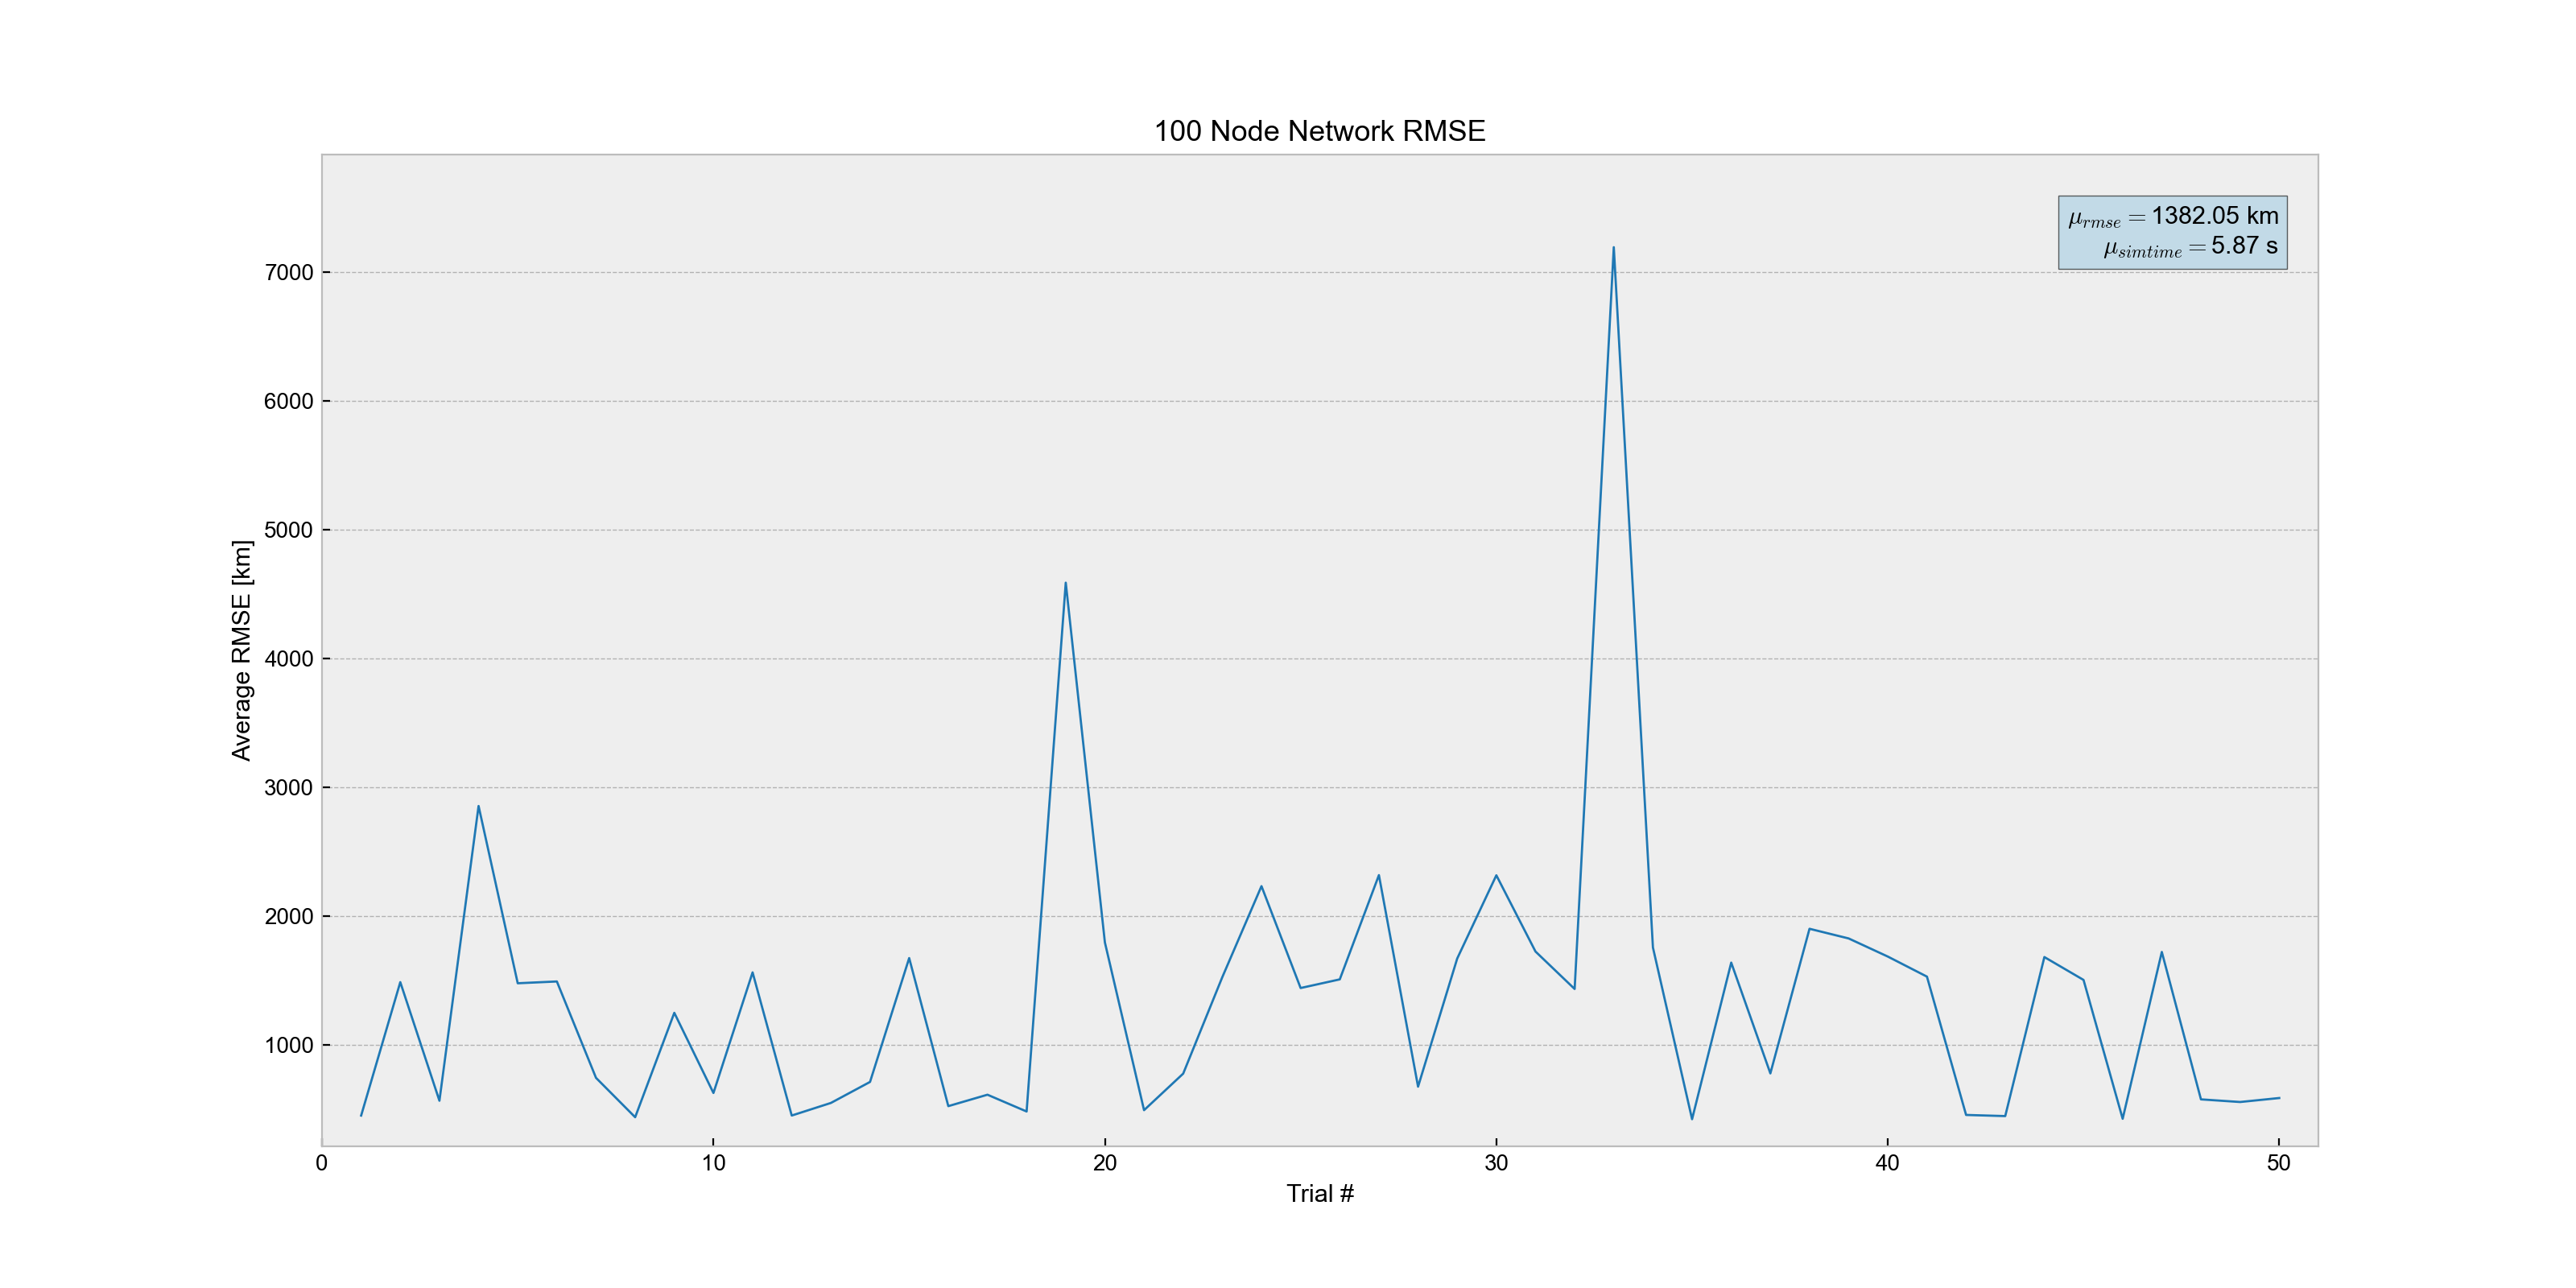 100 Node Network RMSE
μ_rmse = 1382.05 km
μ_simtime = 5.87 s
7000
6000
5000
4000
3000
2000
1000
Average RMSE [km]
0 10 20 30 40 50
Trial #